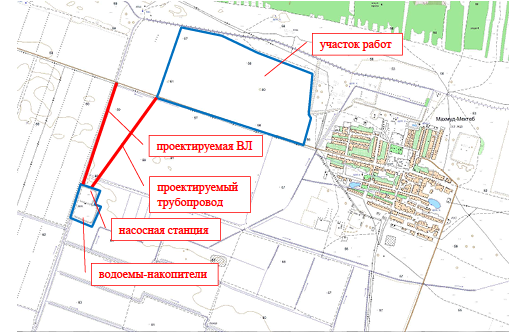 участок работ
Махмуд-Мектеб
проектируемая ВЛ
проектируемый
трубопровод
насосная станция
водоемы-накопители